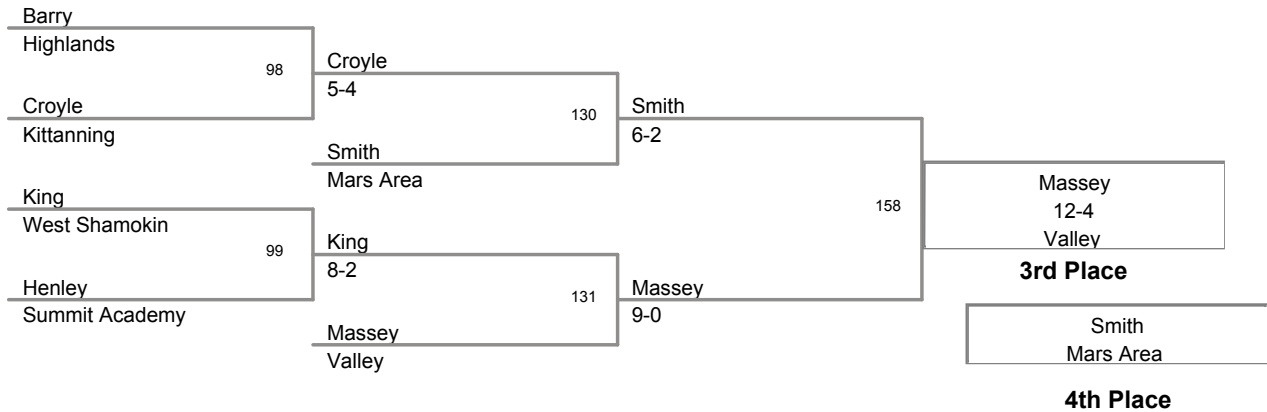 Barry
Highlands
98
Croyle
5-4
Croyle
Kittanning
130
Smith
6-2
Smith
Mars Area
King
West Shamokin
99
King
8-2
Henley
Summit Academy
131
Massey
9-0
Massey
Valley
158
Massey
12-4
Valley
3rd Place
Smith
Mars Area
4th Place